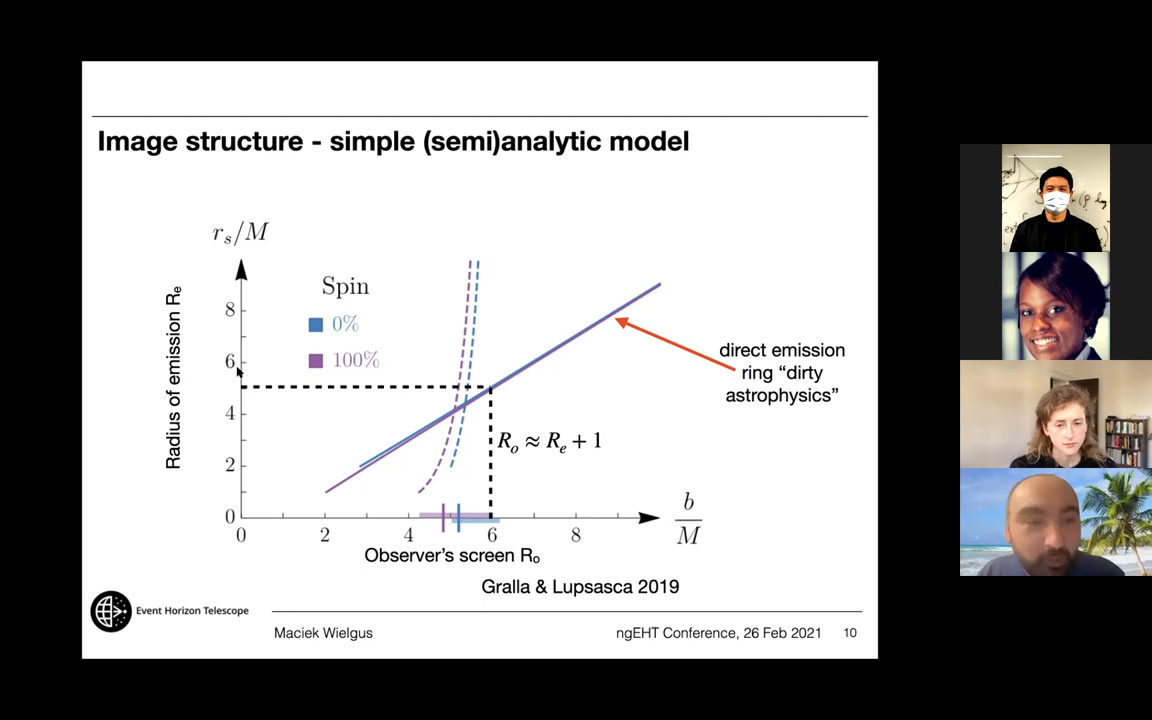 Image structure - simple (semi)analytic model
r_s/M
Radius of emission Rₑ
Spin
0%
100%
8
6
4
2
0
direct emission
ring “dirty
astrophysics”
R_o ≈ R_e + 1
0
2
4
6
8
b/M
Observer’s screen Rₒ
Gralla & Lupsasca 2019
Event Horizon Telescope
Maciek Wielgus
ngEHT Conference, 26 Feb 2021
10